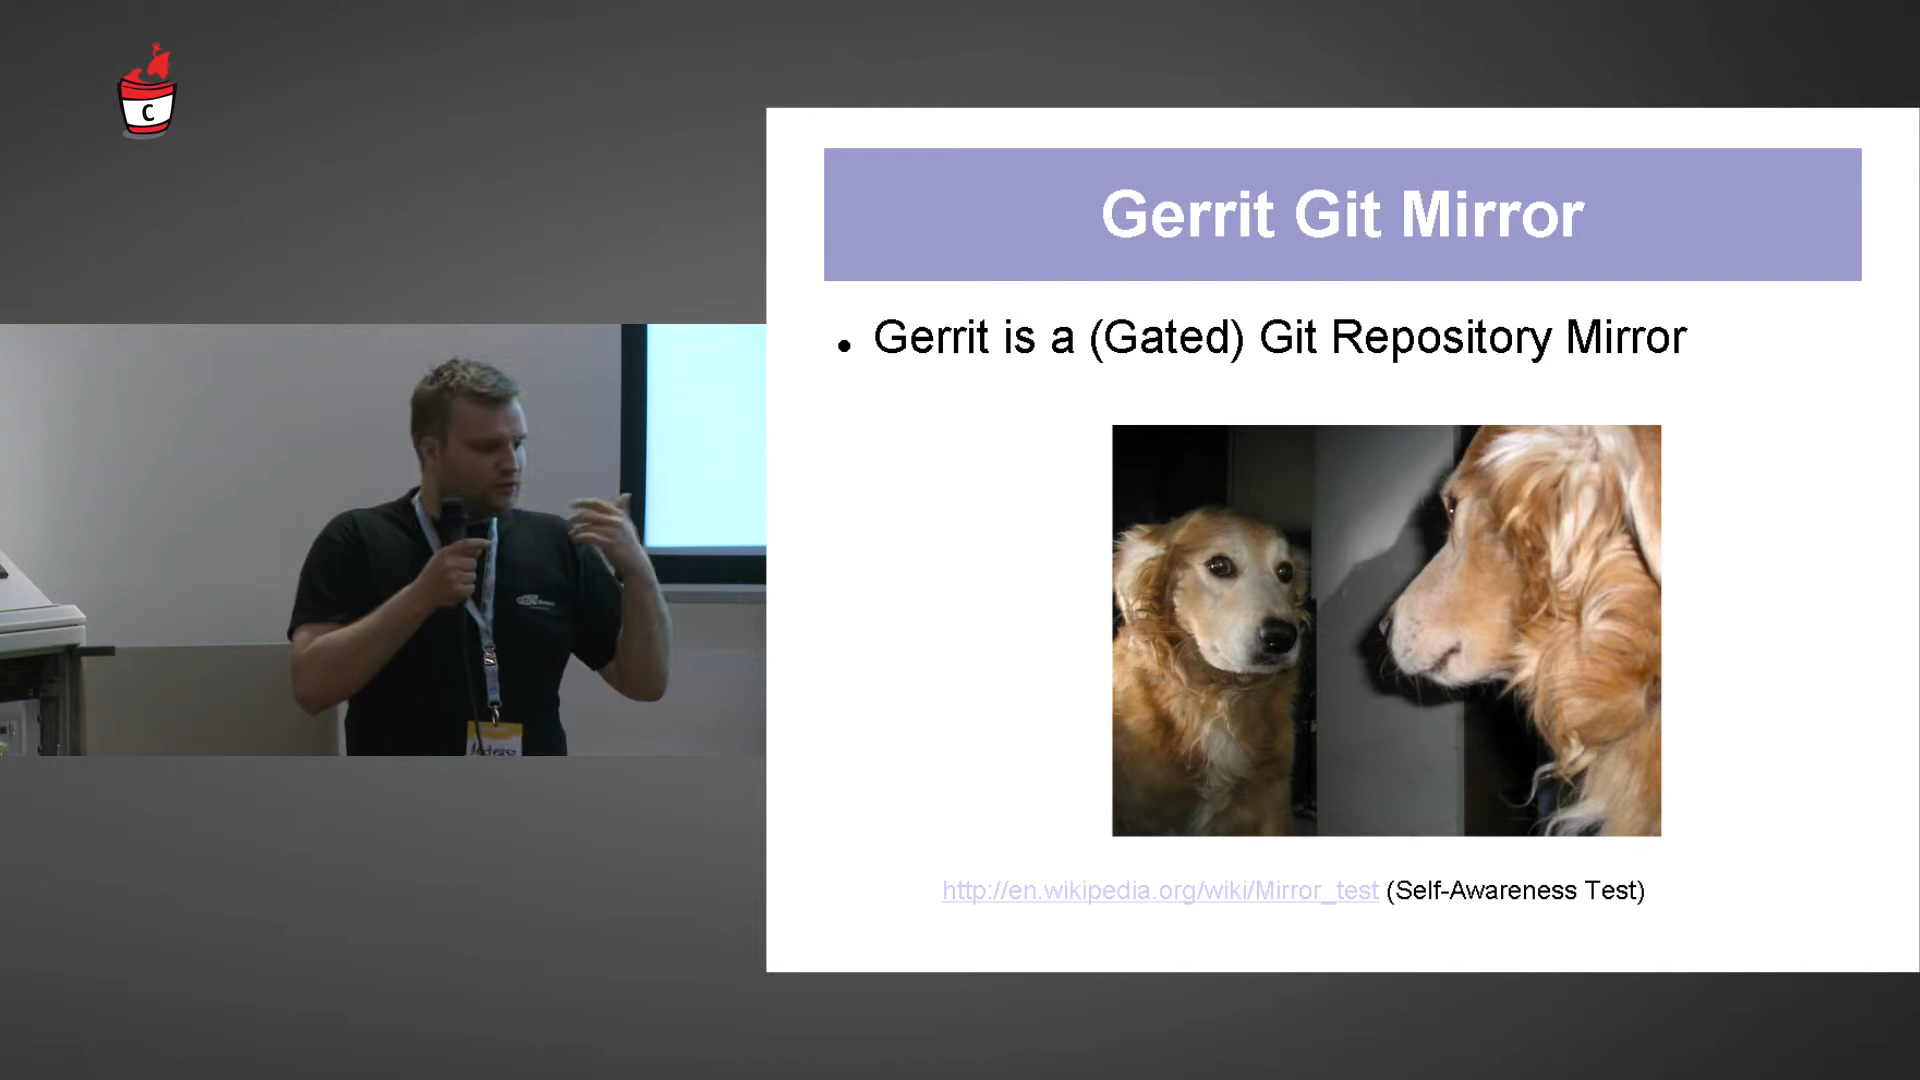 C
Gerrit Git Mirror
• Gerrit is a (Gated) Git Repository Mirror
http://en.wikipedia.org/wiki/Mirror_test (Self-Awareness Test)